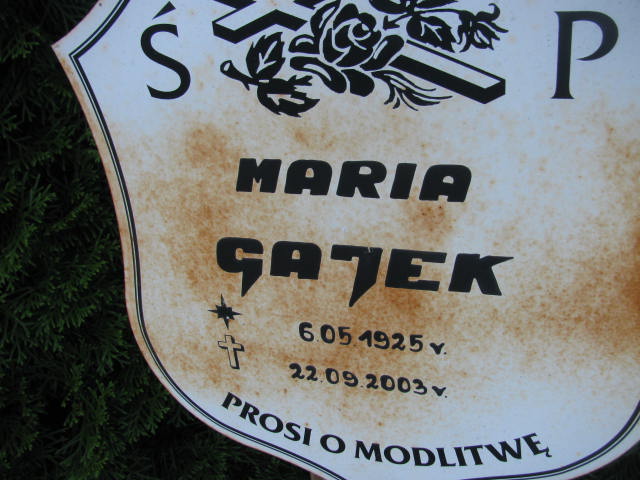 Ś P
MARIA
GAJEK
6.05 1925 r.
22.09.2003 r.
PROSI O MODLITWĘ